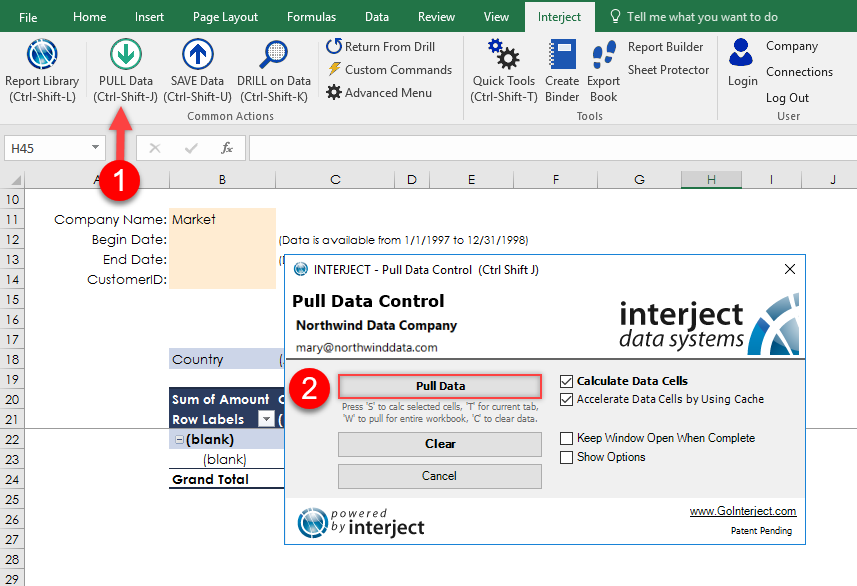 File Home Insert Page Layout Formulas Data Review View Interject Tell me what you want to do
Report Library
(Ctrl-Shift-L)
PULL Data
(Ctrl-Shift-J)
SAVE Data
(Ctrl-Shift-U)
DRILL on Data
(Ctrl-Shift-K)
Return From Drill
Custom Commands
Advanced Menu
Common Actions
Quick Tools
(Ctrl-Shift-T)
Create
Binder
Export
Book
Report Builder
Sheet Protector
Tools
Login
Company
Connections
Log Out
User
1
H45
fx
A B C D E F G H I J
10
11 Company Name: Market
12 Begin Date: (Data is available from 1/1/1997 to 12/31/1998)
13 End Date:
14 CustomerID:
15
16
17
18 Country
19
20 Sum of Amount
21 Row Labels
22 (blank)
23 (blank)
24 Grand Total
25
26
27
28
29
INTERJECT - Pull Data Control (Ctrl Shift J)
Pull Data Control
Northwind Data Company
mary@northwinddata.com
interject
data systems
2
Pull Data
Press 'S' to calc selected cells, 'T' for current tab,
'W' to pull for entire workbook, 'C' to clear data.
Clear
Cancel
Calculate Data Cells
Accelerate Data Cells by Using Cache
Keep Window Open When Complete
Show Options
powered
by interject
www.GoInterject.com
Patent Pending